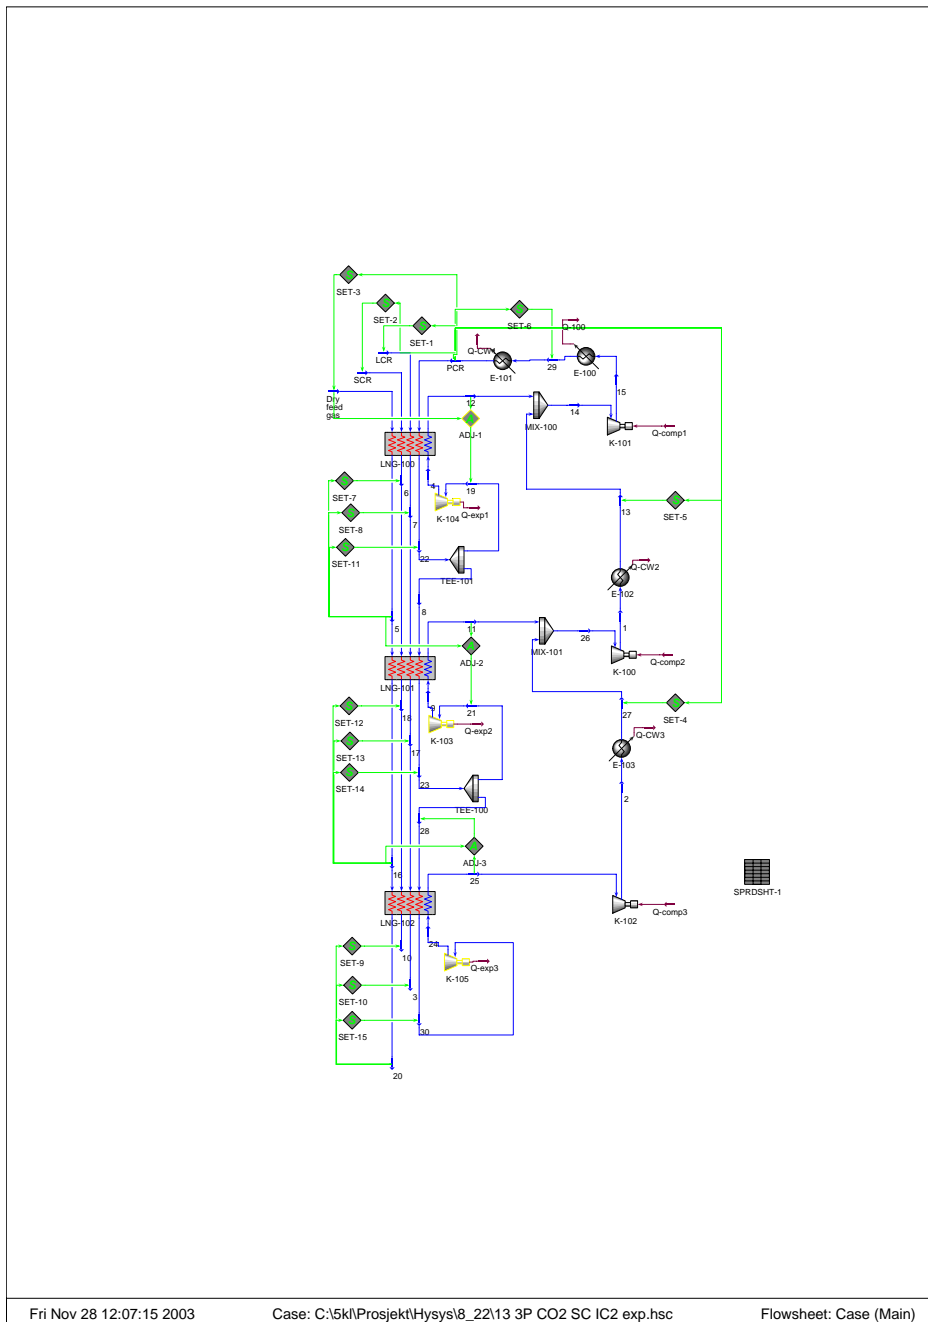 SET-3
SET-2
SET-1
SET-6
Q-100
Q-CW
LCR
PCR
29
E-100
E-101
SCR
15
Dry
feed
gas
12
14
ADJ-1
MIX-100
K-101
Q-comp1
LNG-100
SET-7
4
19
6
K-104
Q-exp1
13
SET-5
SET-8
7
SET-11
22
TEE-101
Q-CW2
E-102
8
5
11
26
1
MIX-101
ADJ-2
K-100
Q-comp2
LNG-101
SET-12
9
21
18
27
SET-4
K-103
Q-exp2
SET-13
17
Q-CW3
E-103
SET-14
23
TEE-100
2
28
ADJ-3
16
25
SPRDSHT-1
LNG-102
K-102
Q-comp3
SET-9
24
10
K-105
Q-exp3
SET-10
3
SET-15
30
20
Fri Nov 28 12:07:15 2003 Case: C:\5kl\Prosjekt\Hysys\8_22\13 3P CO2 SC IC2 exp.hsc Flowsheet: Case (Main)